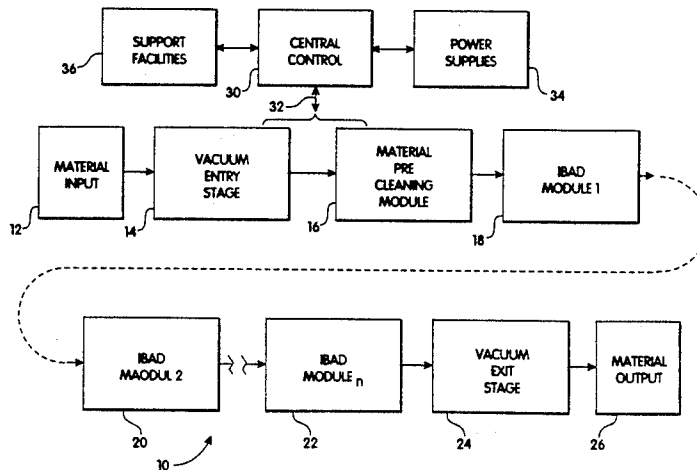 SUPPORT
FACILITIES
36
CENTRAL
CONTROL
30
POWER
SUPPLIES
34
32
MATERIAL
INPUT
12
VACUUM
ENTRY
STAGE
14
MATERIAL
PRE
CLEANING
MODULE
16
IBAD
MODULE 1
18
IBAD
MAODUL 2
20
IBAD
MODULE n
22
VACUUM
EXIT
STAGE
24
MATERIAL
OUTPUT
26
10